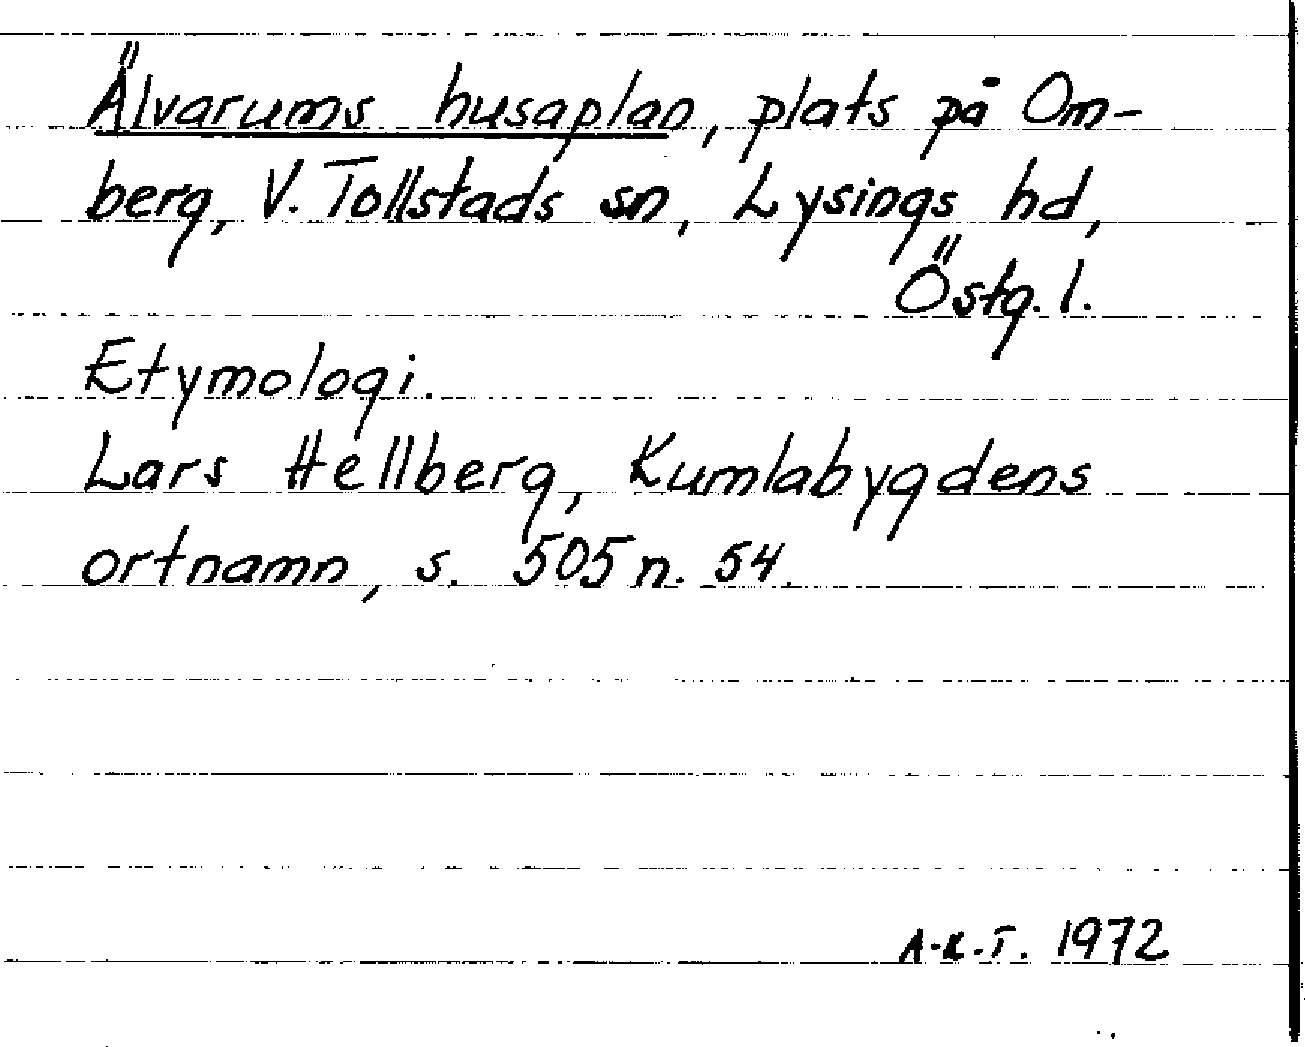 Älvarums husaplan, plats på Om-
berg, V. Tollstads sn, Lysings hd,
Östg. l.
Etymologi.
Lars Hellberg, Kumlabygdens
ortnamn, s. 505 n. 54.
A-K.T. 1972